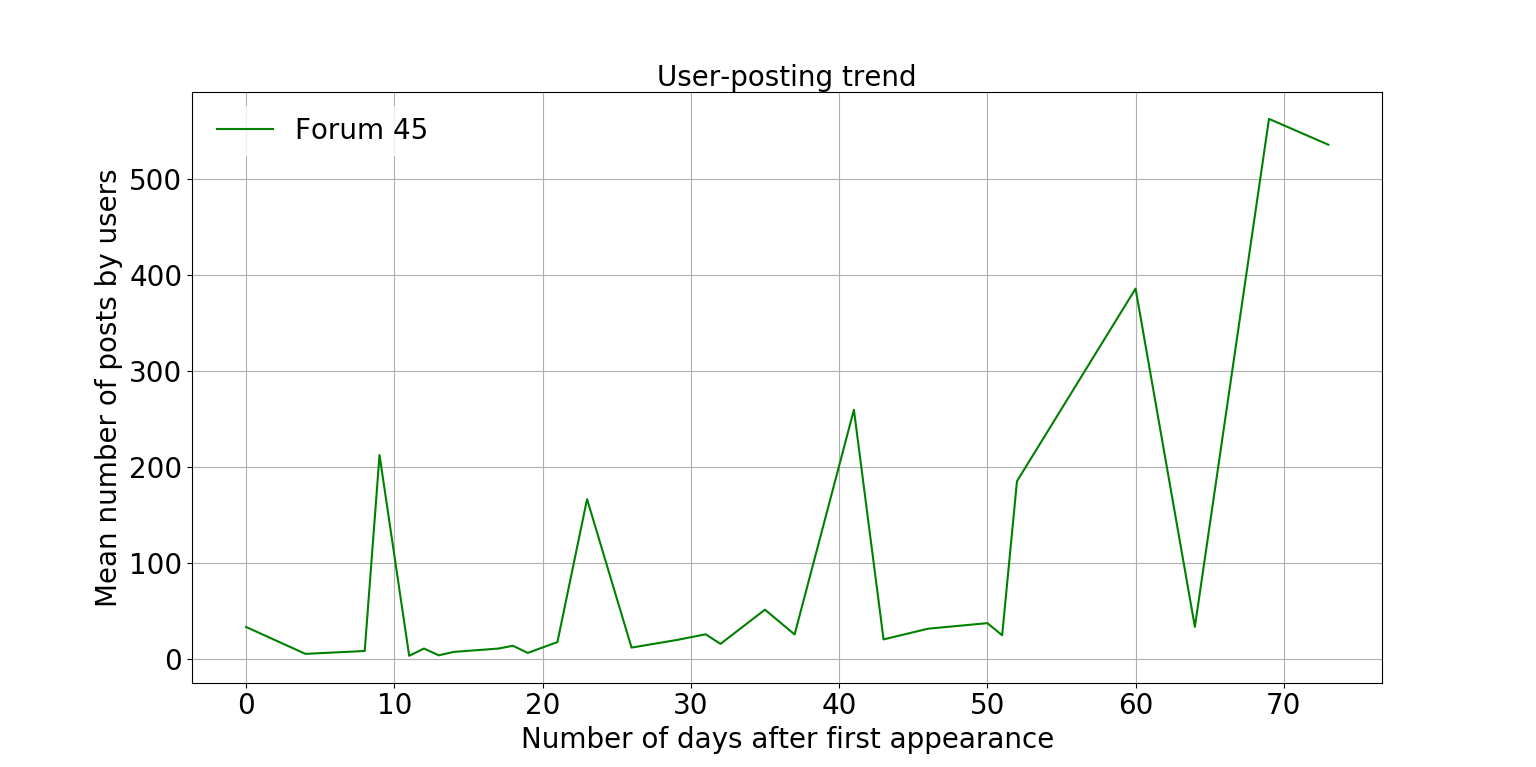 User-posting trend
Forum 45
Mean number of posts by users
500
400
300
200
100
0
0 10 20 30 40 50 60 70
Number of days after first appearance